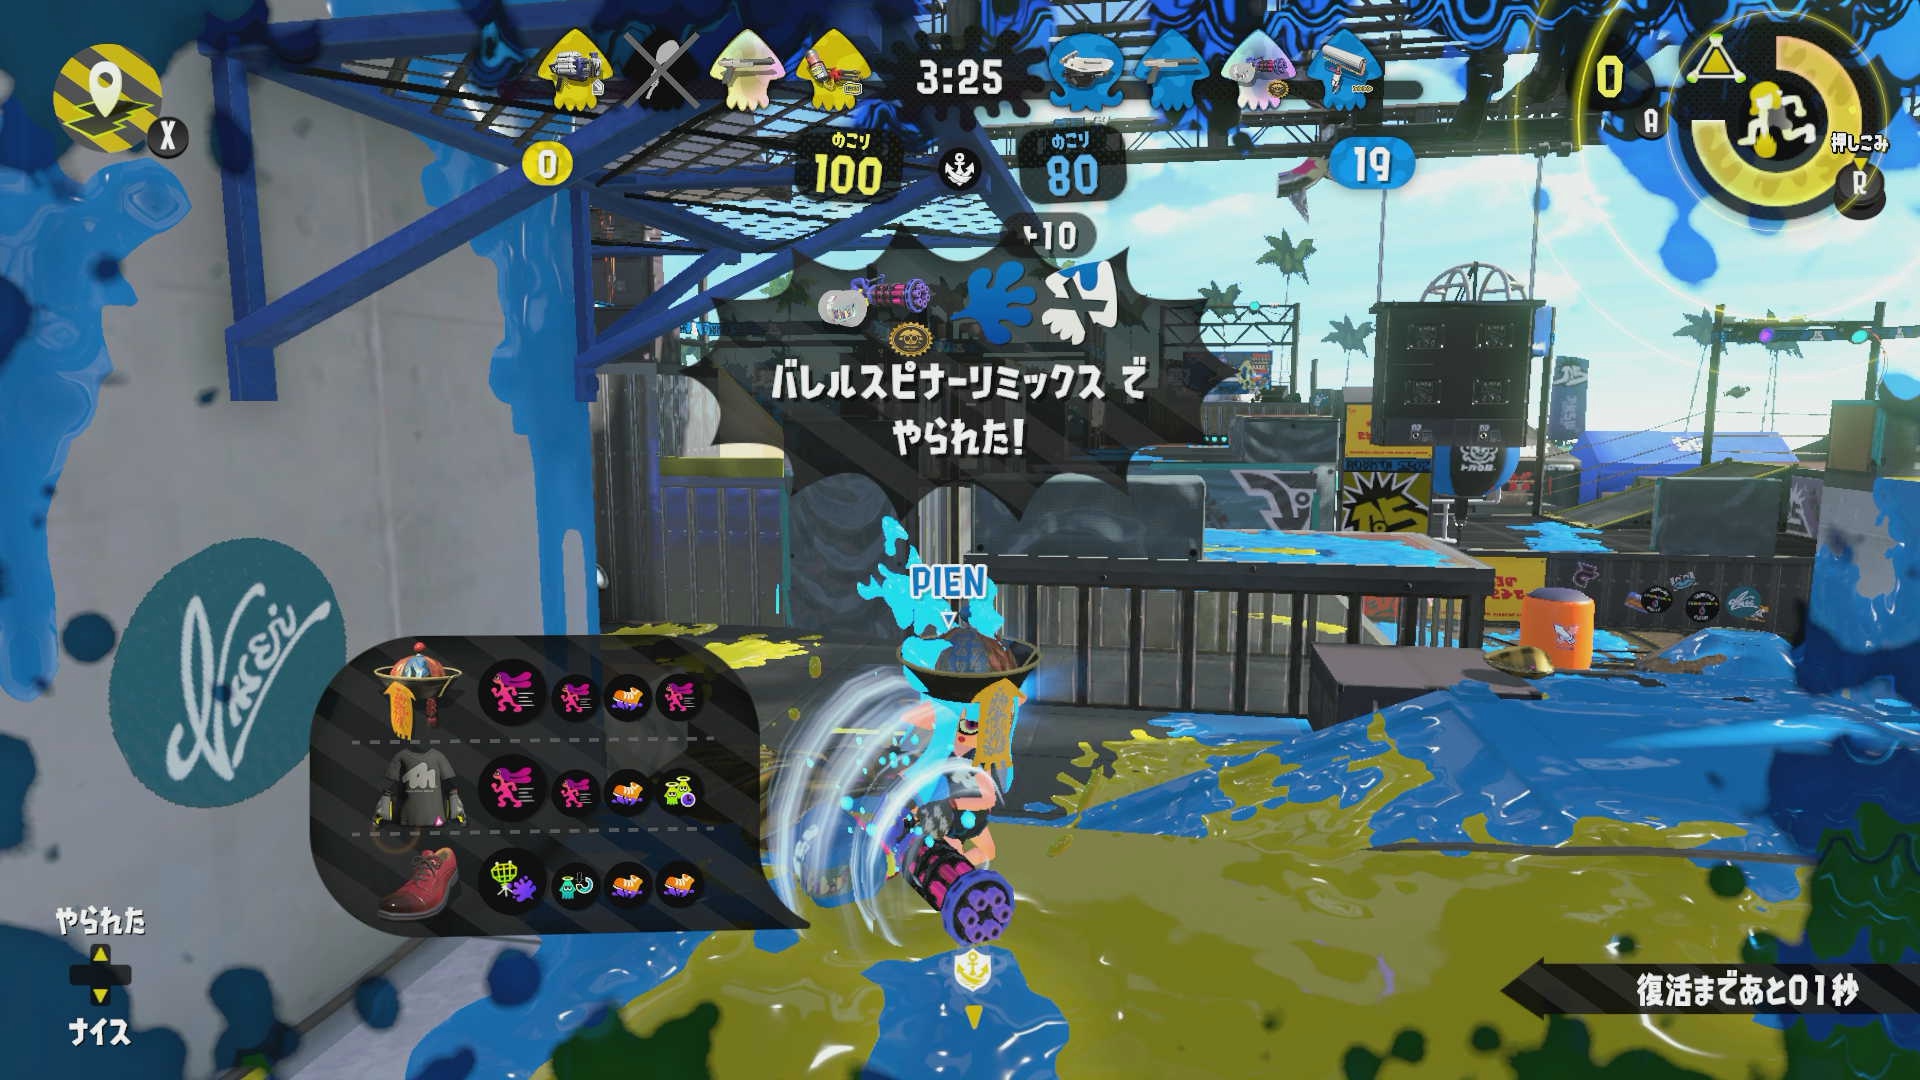 3:25
0
A
押しこみ
R
X
0
のこり
100
のこり
80
19
+10
バレルスピナーリミックス で
やられた!
PIEN
Inker
やられた
ナイス
復活まであと01秒